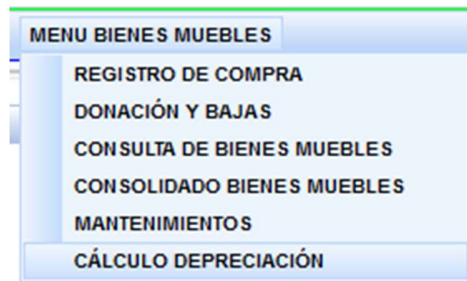 MENU BIENES MUEBLES
REGISTRO DE COMPRA
DONACIÓN Y BAJAS
CONSULTA DE BIENES MUEBLES
CONSOLIDADO BIENES MUEBLES
MANTENIMIENTOS
CÁLCULO DEPRECIACIÓN